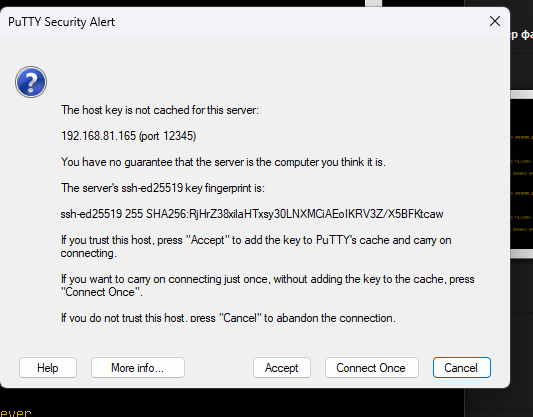 PuTTY Security Alert
ер фа
The host key is not cached for this server:
192.168.81.165 (port 12345)
You have no guarantee that the server is the computer you think it is.
The server's ssh-ed25519 key fingerprint is:
ssh-ed25519 255 SHA256:RjHrZ38xilaHTxsy30LNXMCiAEolKRV3Z/X5BFKtcaw
If you trust this host, press "Accept" to add the key to PuTTY's cache and carry on
connecting.
If you want to carry on connecting just once, without adding the key to the cache, press
"Connect Once".
If you do not trust this host, press "Cancel" to abandon the connection.
Help More info... Accept Connect Once Cancel
ever